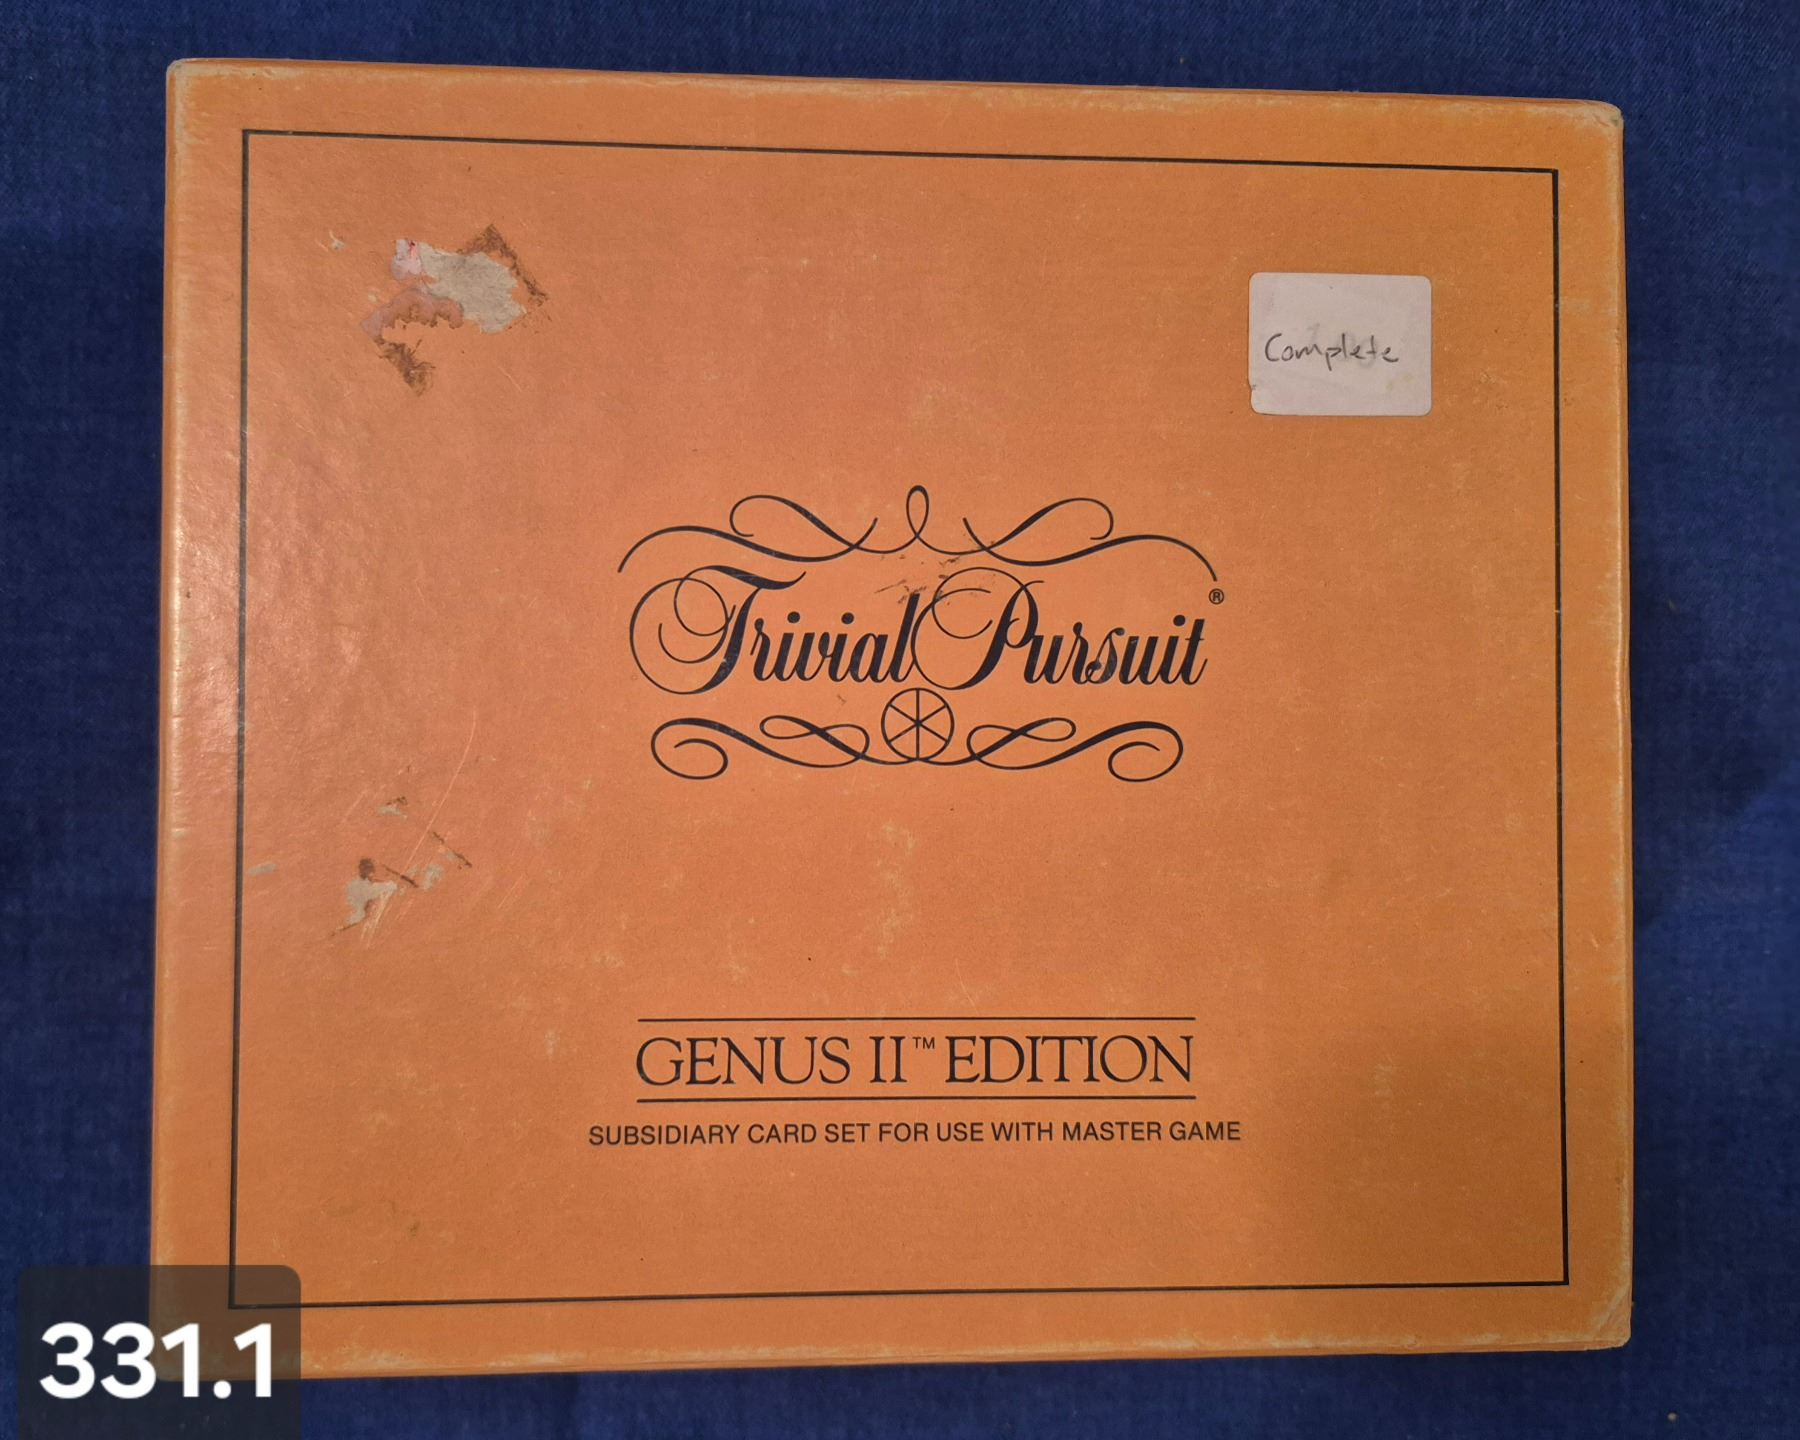 Complete
Trivial Pursuit®
GENUS II™ EDITION
SUBSIDIARY CARD SET FOR USE WITH MASTER GAME
331.1